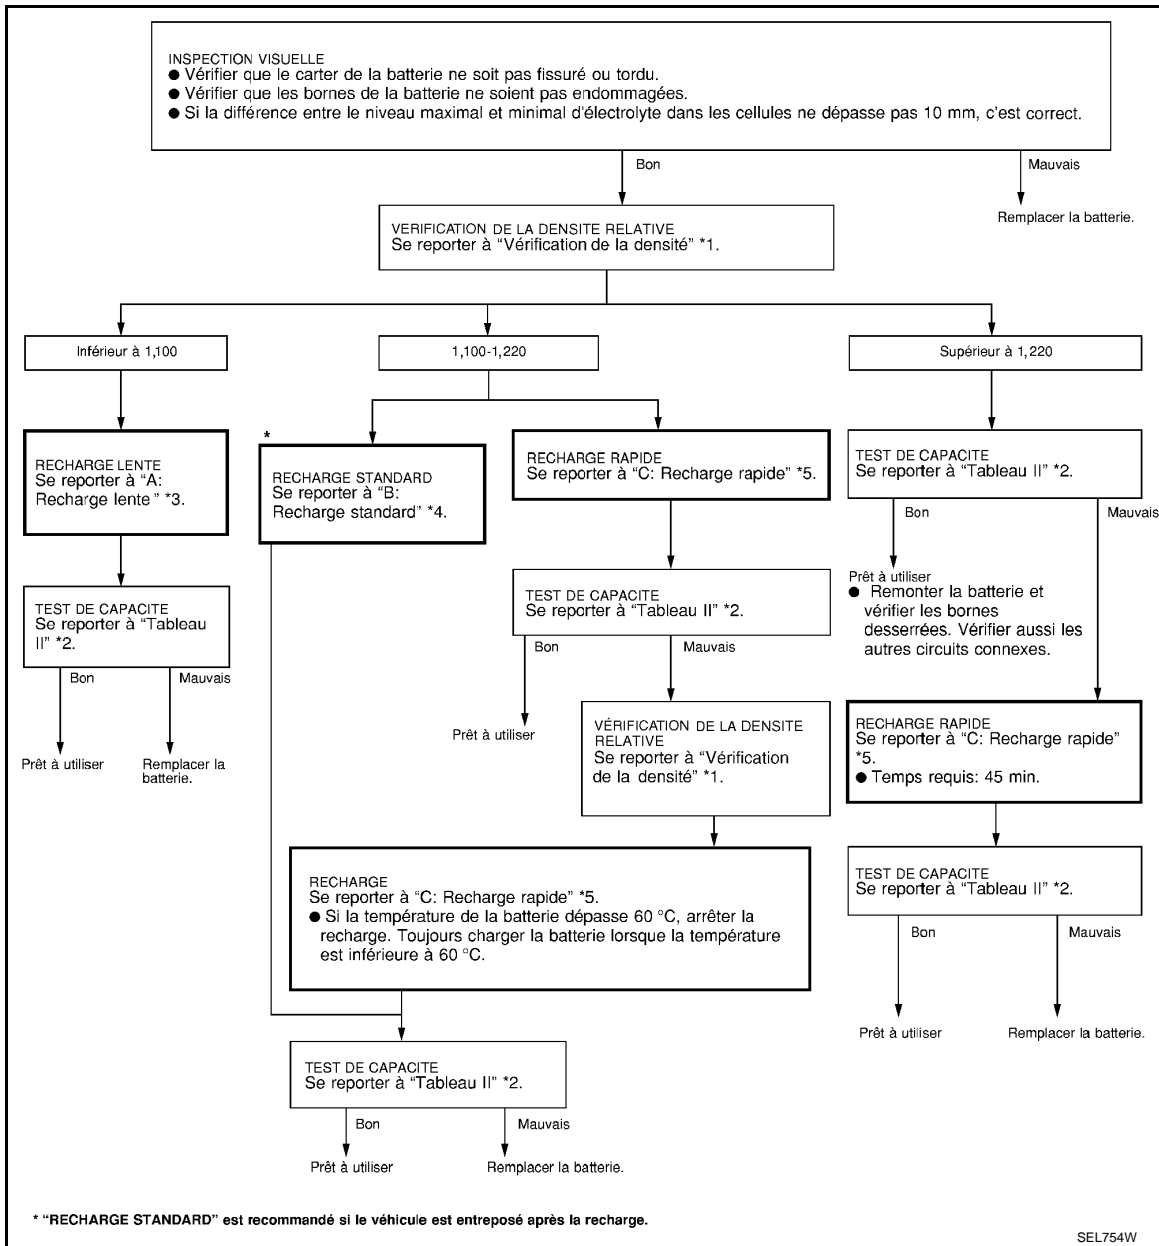 INSPECTION VISUELLE
● Vérifier que le carter de la batterie ne soit pas fissuré ou tordu.
● Vérifier que les bornes de la batterie ne soient pas endommagées.
● Si la différence entre le niveau maximal et minimal d'électrolyte dans les cellules ne dépasse pas 10 mm, c'est correct.
Bon
Mauvais
Remplacer la batterie.
VERIFICATION DE LA DENSITE RELATIVE
Se reporter à “Vérification de la densité” *1.
Inférieur à 1,100
1,100-1,220
Supérieur à 1,220
RECHARGE LENTE
Se reporter à “A:
Recharge lente” *3.
*
RECHARGE STANDARD
Se reporter à “B:
Recharge standard” *4.
RECHARGE RAPIDE
Se reporter à “C: Recharge rapide” *5.
TEST DE CAPACITE
Se reporter à “Tableau II” *2.
Bon
Mauvais
Prêt à utiliser
● Remonter la batterie et
vérifier les bornes
desserrées. Vérifier aussi les
autres circuits connexes.
TEST DE CAPACITE
Se reporter à “Tableau
II” *2.
Bon
Mauvais
Prêt à utiliser
Remplacer la
batterie.
TEST DE CAPACITE
Se reporter à “Tableau II” *2.
Bon
Mauvais
Prêt à utiliser
VÉRIFICATION DE LA DENSITE
RELATIVE
Se reporter à “Vérification
de la densité” *1.
RECHARGE RAPIDE
Se reporter à “C: Recharge rapide”
*5.
● Temps requis: 45 min.
RECHARGE
Se reporter à “C: Recharge rapide” *5.
● Si la température de la batterie dépasse 60 °C, arrêter la
recharge. Toujours charger la batterie lorsque la température
est inférieure à 60 °C.
TEST DE CAPACITE
Se reporter à “Tableau II” *2.
Bon
Mauvais
Prêt à utiliser
Remplacer la batterie.
TEST DE CAPACITE
Se reporter à “Tableau II” *2.
Bon
Mauvais
Prêt à utiliser
Remplacer la batterie.
* “RECHARGE STANDARD” est recommandé si le véhicule est entreposé après la recharge.
SEL754W